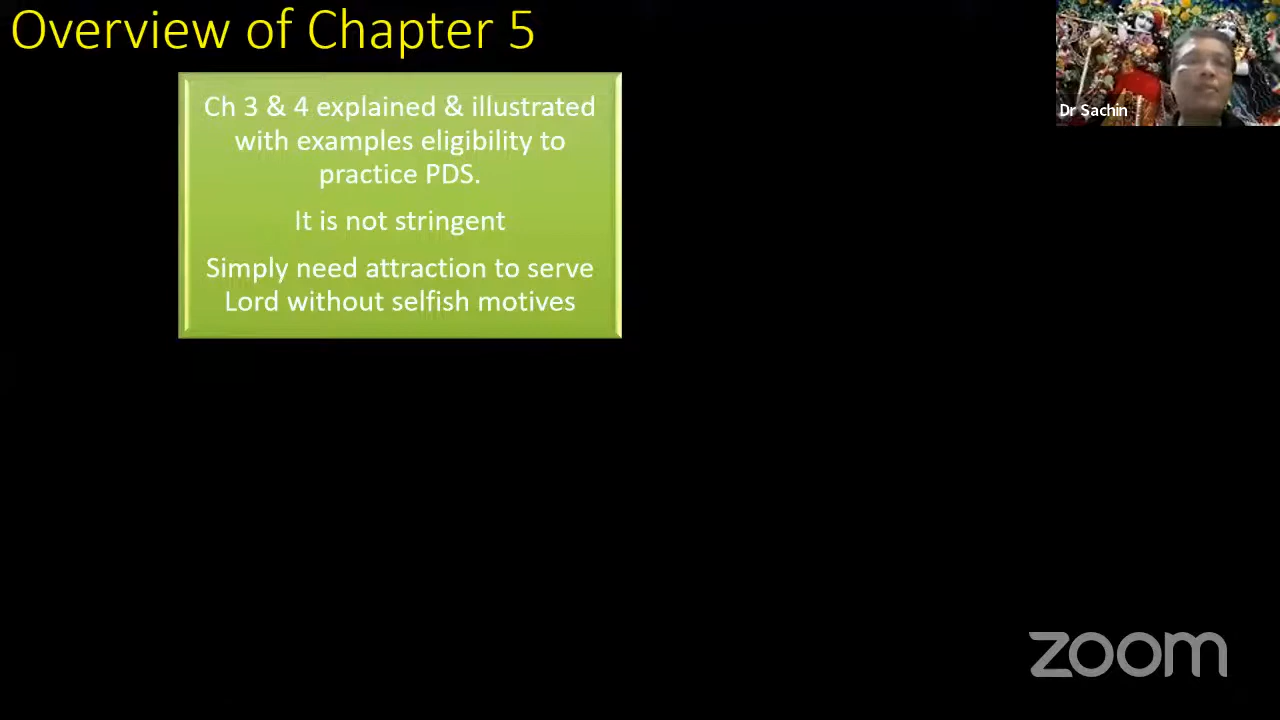 Overview of Chapter 5
Dr Sachin
Ch 3 & 4 explained & illustrated
with examples eligibility to
practice PDS.
It is not stringent
Simply need attraction to serve
Lord without selfish motives
zoom